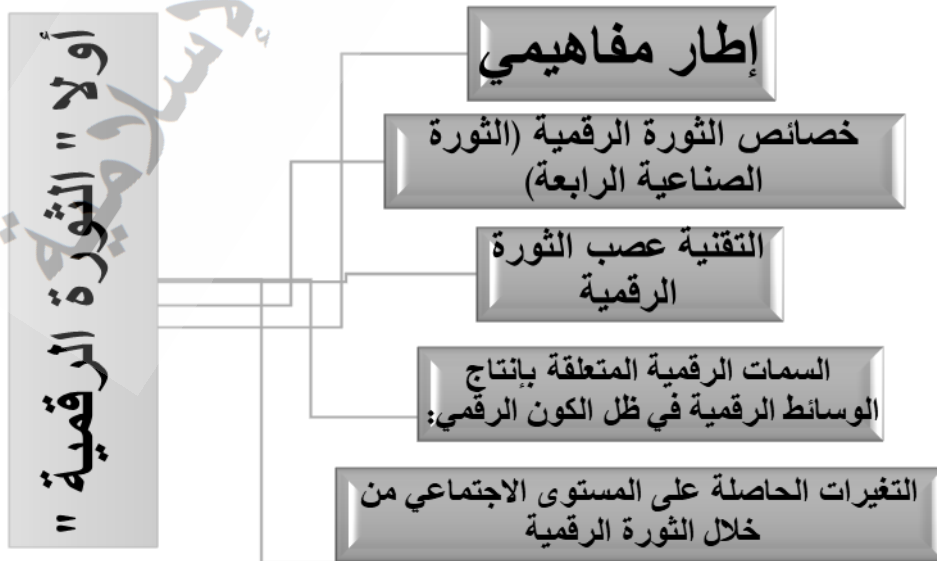 أولا " الثورة الرقمية "
إطار مفاهيمي
خصائص الثورة الرقمية (الثورة
الصناعية الرابعة)
التقنية عصب الثورة
الرقمية
السمات الرقمية المتعلقة بإنتاج
الوسائط الرقمية في ظل الكون الرقمي:
التغيرات الحاصلة على المستوى الاجتماعي من
خلال الثورة الرقمية